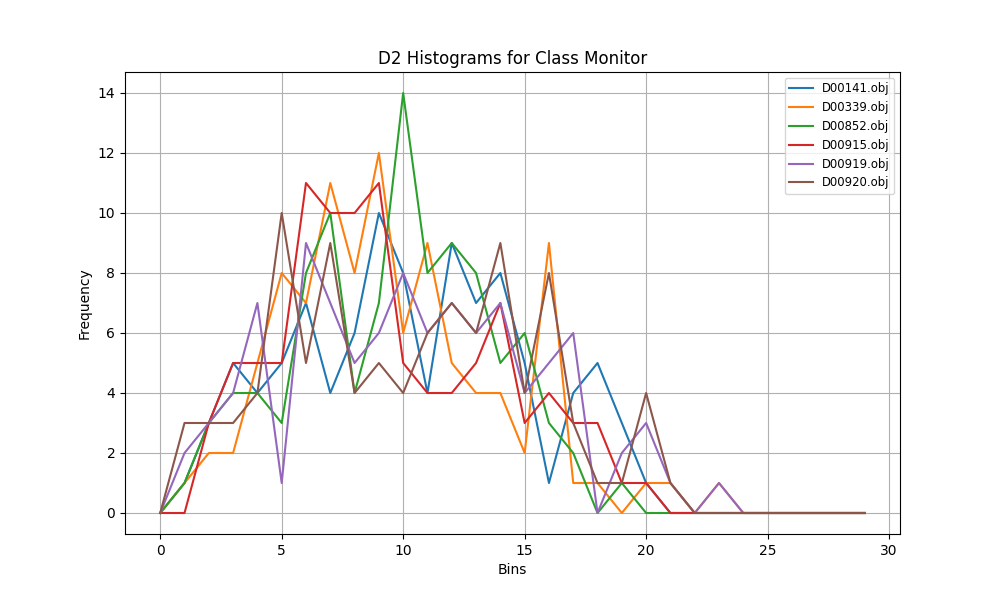 D2 Histograms for Class Monitor
D00141.obj
D00339.obj
D00852.obj
D00915.obj
D00919.obj
D00920.obj
14
12
10
8
6
4
2
0
Frequency
0 5 10 15 20 25 30
Bins